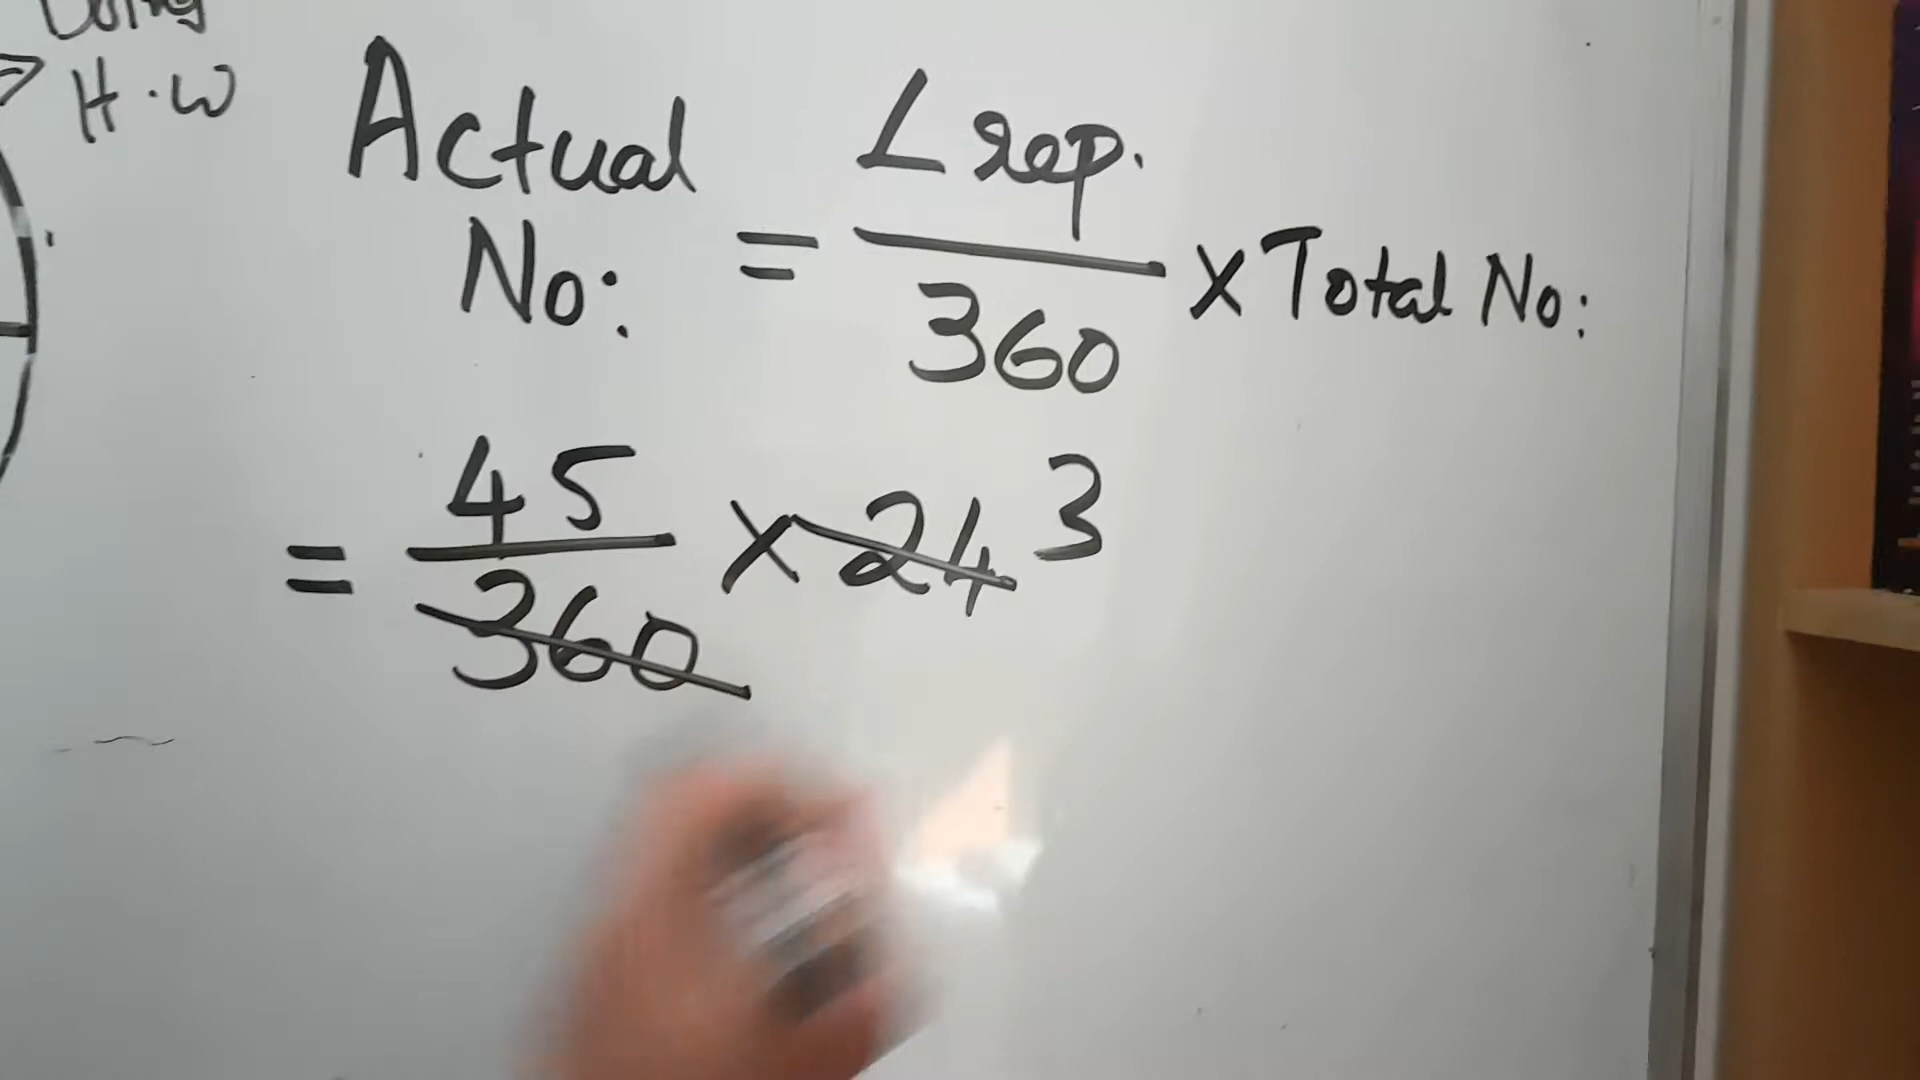 H.W
Actual No: = ∠rep. / 360 × Total No:
= 45 / 360 × 24 3